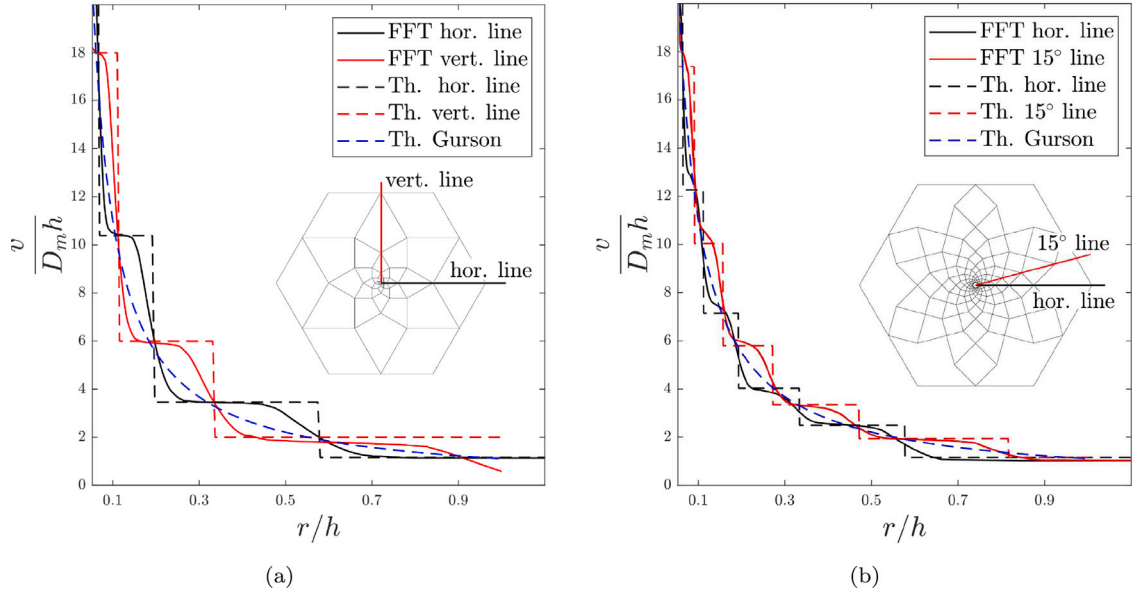 FFT hor. line
FFT vert. line
Th. hor. line
Th. vert. line
Th. Gurson
vert. line
hor. line
v
D_m h
18
16
14
12
10
8
6
4
2
0
0.1 0.3 0.5 0.7 0.9
r/h
(a)
FFT hor. line
FFT 15° line
Th. hor. line
Th. 15° line
Th. Gurson
15° line
hor. line
v
D_m h
18
16
14
12
10
8
6
4
2
0
0.1 0.3 0.5 0.7 0.9
r/h
(b)